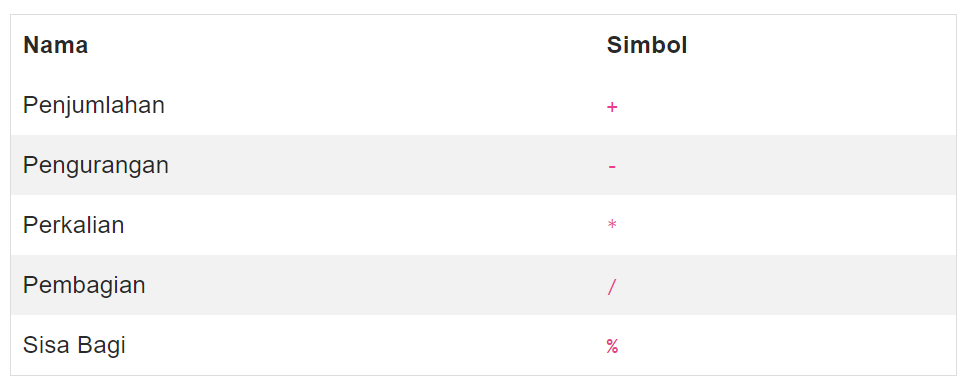 Nama Simbol
Penjumlahan +
Pengurangan -
Perkalian *
Pembagian /
Sisa Bagi %